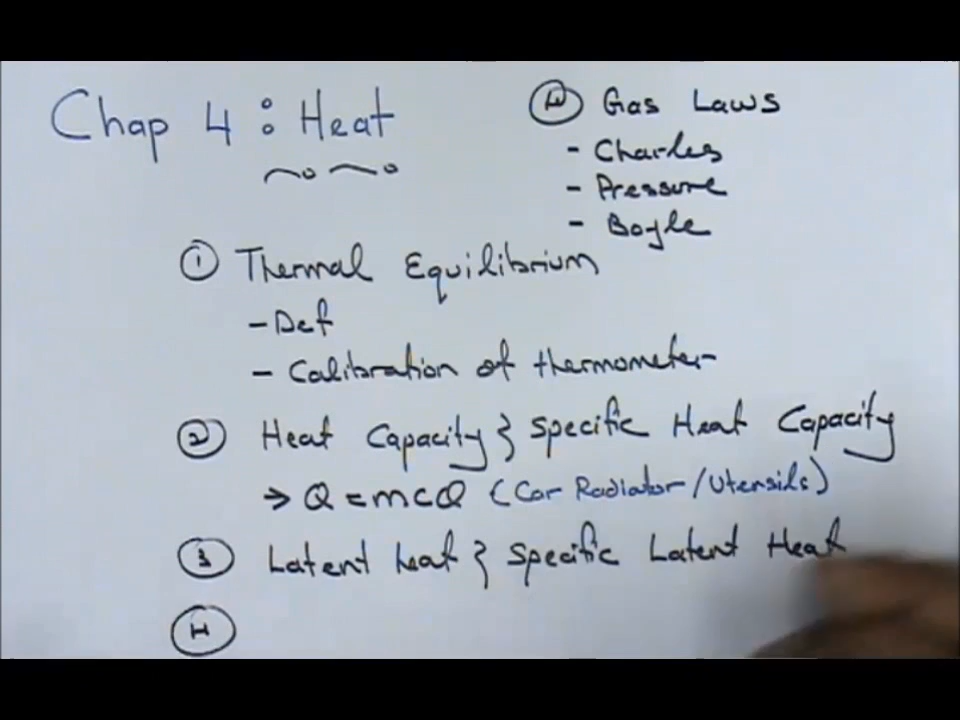 Chap 4 : Heat
① Thermal Equilibrium
- Def
- Calibration of thermometer
② Heat Capacity & Specific Heat Capacity
→ Q = mcθ (Car Radiator / Utensils)
③ Latent heat & Specific Latent Heat
④
④ Gas Laws
- Charles
- Pressure
- Boyle